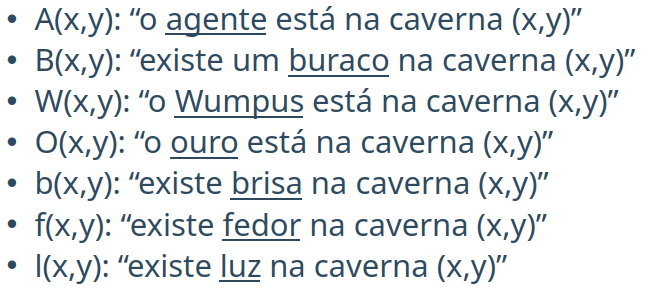 • A(x,y): “o agente está na caverna (x,y)”
• B(x,y): “existe um buraco na caverna (x,y)”
• W(x,y): “o Wumpus está na caverna (x,y)”
• O(x,y): “o ouro está na caverna (x,y)”
• b(x,y): “existe brisa na caverna (x,y)”
• f(x,y): “existe fedor na caverna (x,y)”
• l(x,y): “existe luz na caverna (x,y)”